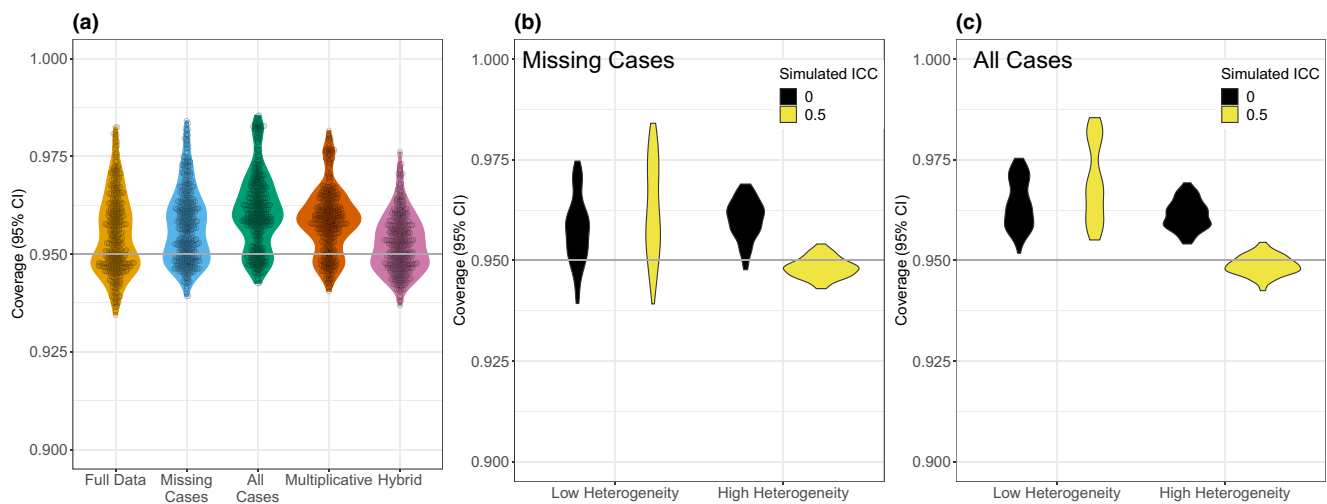 (a)
Coverage (95% CI)
1.000
0.975
0.950
0.925
0.900
Full Data
Missing
Cases
All
Cases
Multiplicative
Hybrid
(b)
Missing Cases
Simulated ICC
0
0.5
Coverage (95% CI)
1.000
0.975
0.950
0.925
0.900
Low Heterogeneity
High Heterogeneity
(c)
All Cases
Simulated ICC
0
0.5
Coverage (95% CI)
1.000
0.975
0.950
0.925
0.900
Low Heterogeneity
High Heterogeneity